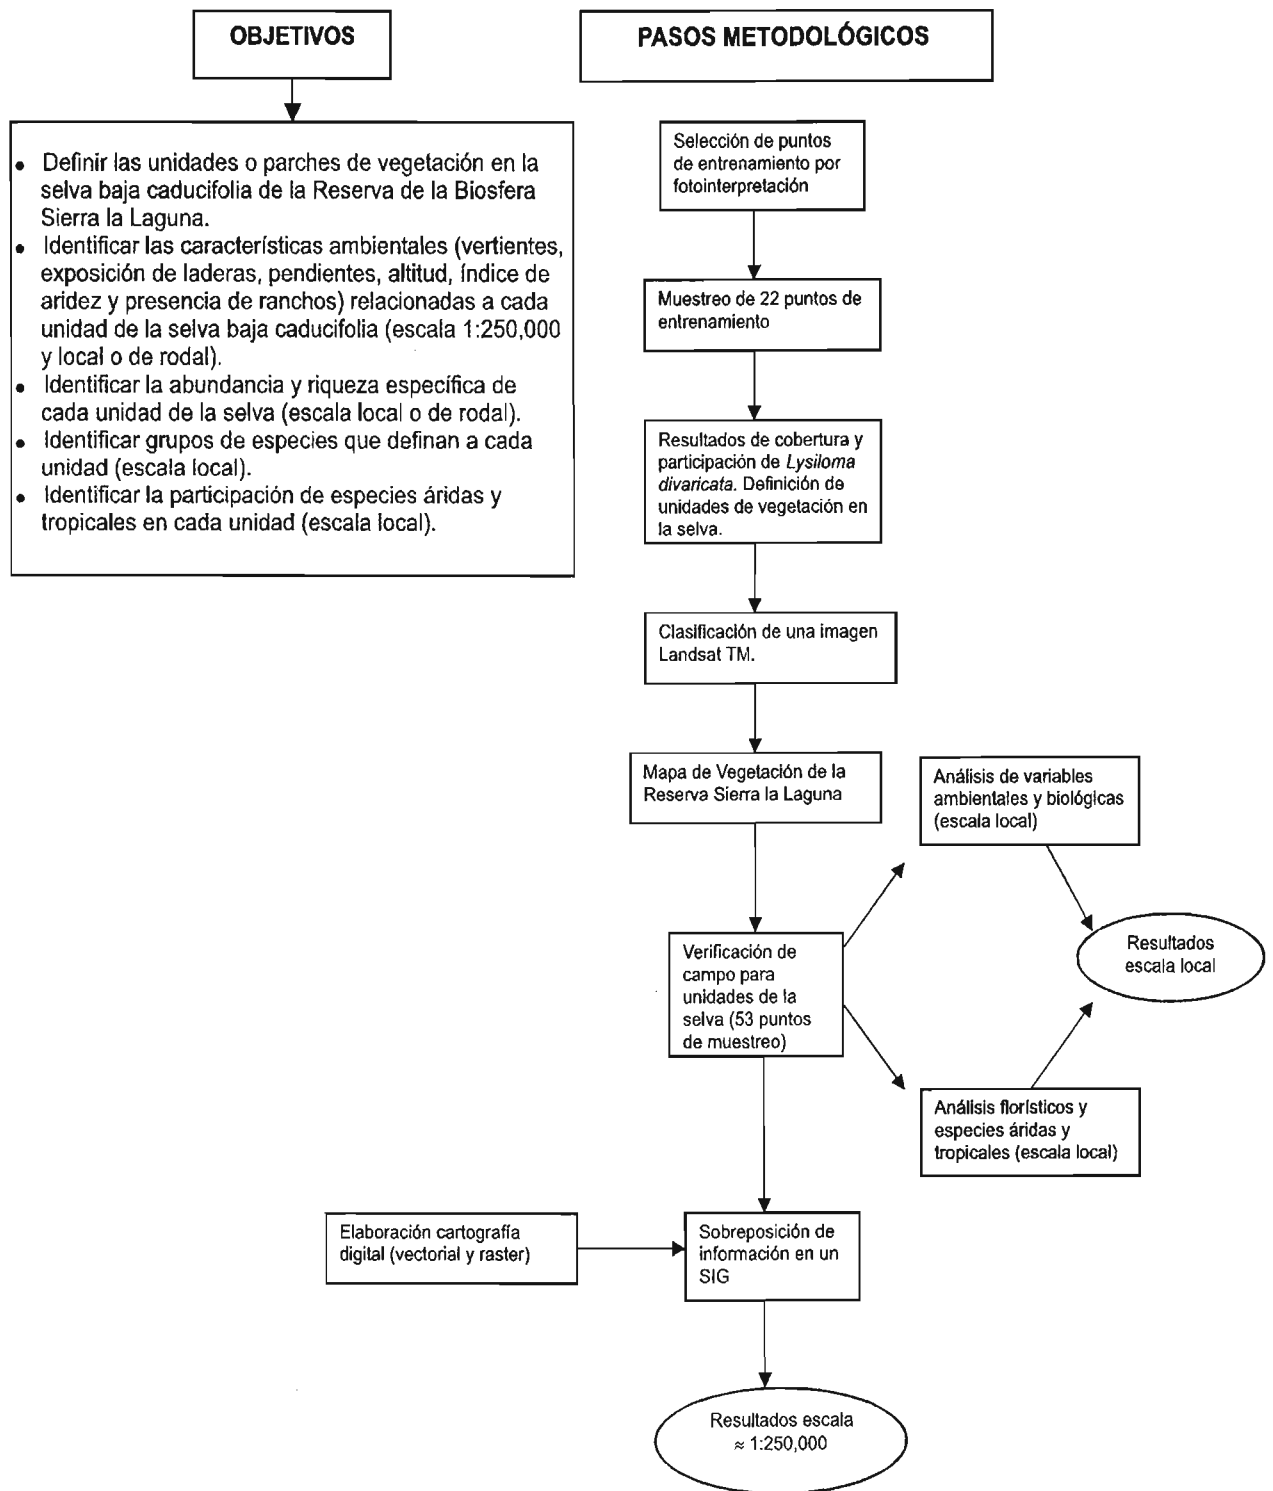 OBJETIVOS
PASOS METODOLÓGICOS
• Definir las unidades o parches de vegetación en la
selva baja caducifolia de la Reserva de la Biosfera
Sierra la Laguna.
• Identificar las características ambientales (vertientes,
exposición de laderas, pendientes, altitud, índice de
aridez y presencia de ranchos) relacionadas a cada
unidad de la selva baja caducifolia (escala 1:250,000
y local o de rodal).
• Identificar la abundancia y riqueza específica de
cada unidad de la selva (escala local o de rodal).
• Identificar grupos de especies que definan a cada
unidad (escala local).
• Identificar la participación de especies áridas y
tropicales en cada unidad (escala local).
Selección de puntos
de entrenamiento por
fotointerpretación
Muestreo de 22 puntos de
entrenamiento
Resultados de cobertura y
participación de Lysiloma
divaricata. Definición de
unidades de vegetación en
la selva.
Clasificación de una imagen
Landsat TM.
Mapa de Vegetación de la
Reserva Sierra la Laguna
Análisis de variables
ambientales y biológicas
(escala local)
Verificación de
campo para
unidades de la
selva (53 puntos
de muestreo)
Resultados
escala local
Análisis florísticos y
especies áridas y
tropicales (escala local)
Elaboración cartografía
digital (vectorial y raster)
Sobreposición de
información en un
SIG
Resultados escala
≈ 1:250,000